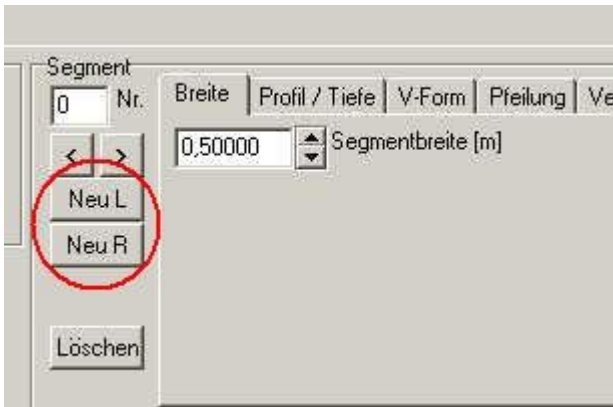 Segment
0 Nr.
Breite Profil / Tiefe V-Form Pfeilung
0,50000 Segmentbreite [m]
< >
Neu L
Neu R
Löschen